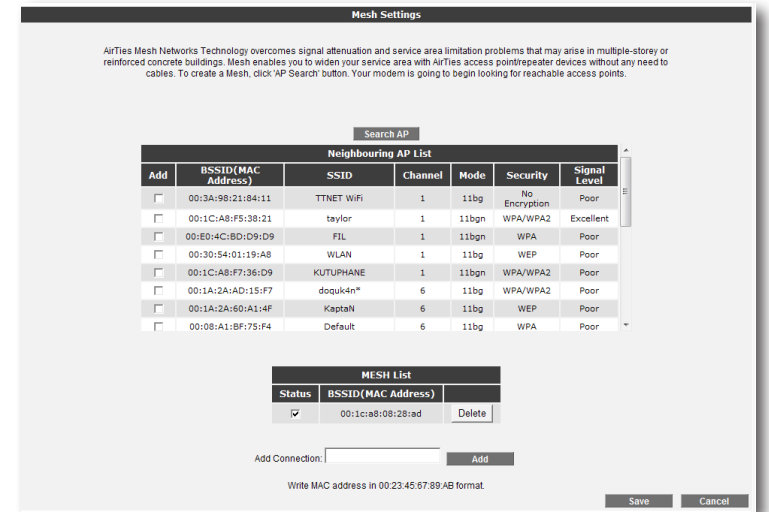 Mesh Settings
AirTies Mesh Networks Technology overcomes signal attenuation and service area limitation problems that may arise in multiple-storey or
reinforced concrete buildings. Mesh enables you to widen your service area with AirTies access point/repeater devices without any need to
cables. To create a Mesh, click 'AP Search' button. Your modem is going to begin looking for reachable access points.
Search AP
Neighbouring AP List
Add BSSID(MAC Address) SSID Channel Mode Security Signal Level
00:3A:98:21:84:11 TTNET WiFi 1 11bg No Encryption Poor
00:1C:A8:F5:38:21 taylor 1 11bgn WPA/WPA2 Excellent
00:E0:4C:BD:D9:D9 FIL 1 11bgn WPA Poor
00:30:54:01:19:A8 WLAN 1 11bg WEP Poor
00:1C:A8:F7:36:D9 KUTUPHANE 1 11bgn WPA/WPA2 Poor
00:1A:2A:AD:15:F7 doquk4n* 6 11bg WPA/WPA2 Poor
00:1A:2A:60:A1:4F KaptaN 6 11bg WEP Poor
00:08:A1:BF:75:F4 Default 6 11bg WPA Poor
MESH List
Status BSSID(MAC Address)
00:1c:a8:08:28:ad Delete
Add Connection: Add
Write MAC address in 00:23:45:67:89:AB format.
Save Cancel